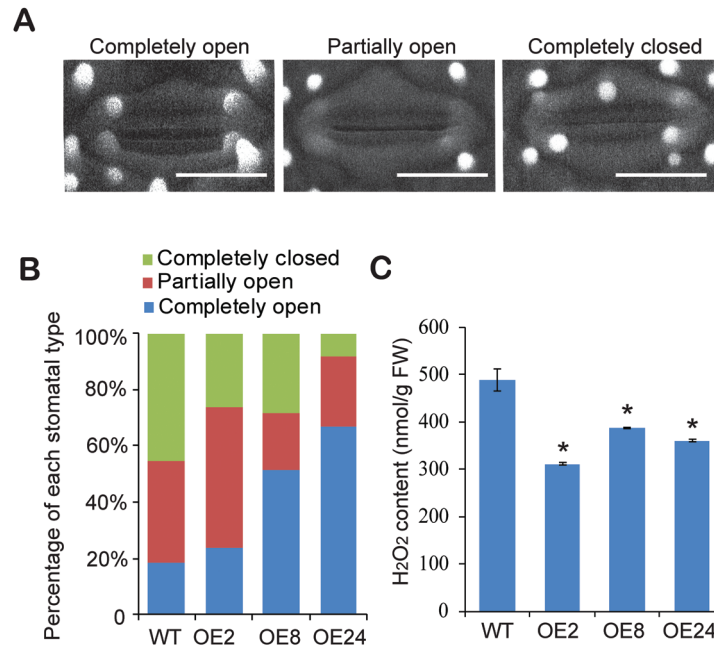 A
Completely open Partially open Completely closed
B
Completely closed
Partially open
Completely open
Percentage of each stomatal type
100%
80%
60%
40%
20%
0
WT OE2 OE8 OE24
C
H₂O₂ content (nmol/g FW)
600
500
400
300
200
100
0
*
*
*
WT OE2 OE8 OE24